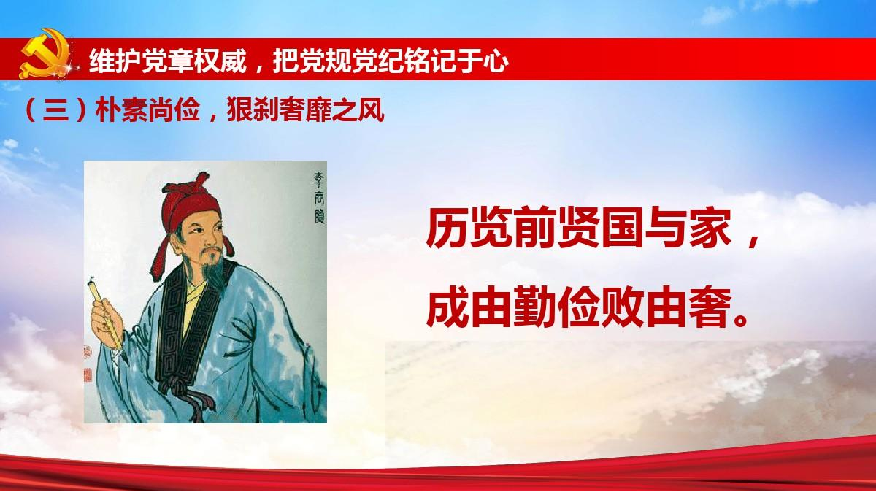 维护党章权威，把党规党纪铭记于心
（三）朴素尚俭，狠刹奢靡之风
李商隐
历览前贤国与家，
成由勤俭败由奢。